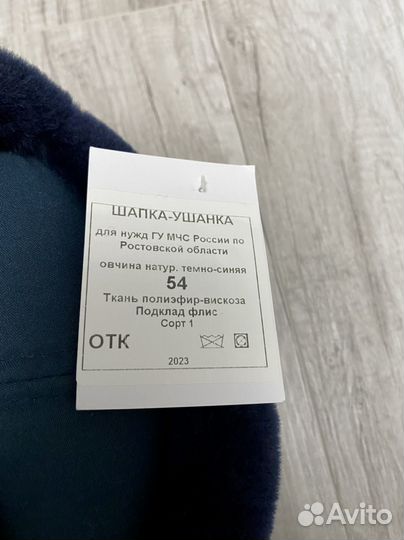 ШАПКА-УШАНКА
для нужд ГУ МЧС России по
Ростовской области
овчина натур. темно-синяя
54
Ткань полиэфир-вискоза
Подклад флис
Сорт 1
ОТК
2023
Avito